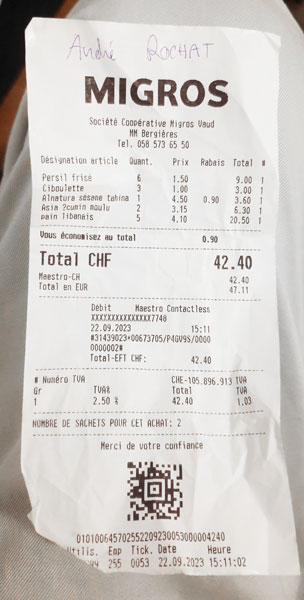 André ROCHAT
MIGROS
Société Coopérative Migros Vaud
MM Bergières
Tel. 058 573 65 50
Désignation article Quant. Prix Rabais Total #
Persil frisé 6 1.50 9.00 1
Ciboulette 3 1.00 3.00 1
Alnatura sésame tahina 1 4.50 0.90 3.60 1
Asia ?cumin moulu 2 3.15 6.30 1
pain libanais 5 4.10 20.50 1
Vous économisez au total 0.90
Total CHF 42.40
Maestro-CH 42.40
Total en EUR 47.11
Débit Maestro Contactless
XXXXXXXXXXXXXXX7740
22.09.2023 15:11
#31439023*00673705/P4GV9S/0000
0000002#
Total-EFT CHF: 42.40
# Numéro TVA CHE-105.896.913 TVA
Gr TVA% Total TVA
1 2.50 % 42.40 1.03
NOMBRE DE SACHETS POUR CET ACHAT: 2
Merci de votre confiance
0101006457025522092300530000 4240
Utilis. Emp Tick. Date Heure
255 0053 22.09.2023 15:11:02